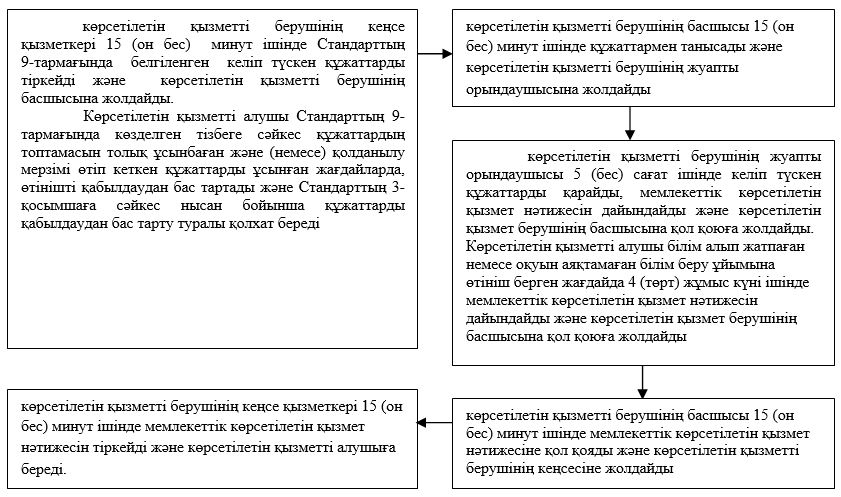 көрсетілетін қызметті берушінің кеңсе
қызметкері 15 (он бес) минут ішінде Стандарттың
9-тармағында белгіленген келіп түскен құжаттарды
тіркейді және көрсетілетін қызметті берушінің
басшысына жолдайды.
Көрсетілетін қызметті алушы Стандарттың 9-
тармағында көзделген тізбеге сәйкес құжаттардың
топтамасын толық ұсынбаған және (немесе) қолданылу
мерзімі өтіп кеткен құжаттарды ұсынған жағдайларда,
өтінішті қабылдаудан бас тартады және Стандарттың 3-
қосымшаға сәйкес нысан бойынша құжаттарды
қабылдаудан бас тарту туралы қолхат береді
көрсетілетін қызметті берушінің басшысы 15 (он
бес) минут ішінде құжаттармен танысады және
көрсетілетін қызметті берушінің жуапты
орындаушысына жолдайды
көрсетілетін қызметті берушінің жуапты
орындаушысы 5 (бес) сағат ішінде келіп түскен
құжаттарды қарайды, мемлекеттік көрсетілетін
қызмет нәтижесін дайындайды және көрсетілетін
қызмет берушінің басшысына қол қоюға жолдайды.
Көрсетілетін қызметті алушы білім алып жатпаған
немесе оқуын аяқтамаған білім беру ұйымына
өтініш берген жағдайда 4 (төрт) жұмыс күні ішінде
мемлекеттік көрсетілетін қызмет нәтижесін
дайындайды және көрсетілетін қызмет берушінің
басшысына қол қоюға жолдайды
көрсетілетін қызметті берушінің басшысы 15 (он
бес) минут ішінде мемлекеттік көрсетілетін қызмет
нәтижесіне қол қояды және көрсетілетін қызметті
берушінің кеңсесіне жолдайды
көрсетілетін қызметті берушінің кеңсе қызметкері 15 (он
бес) минут ішінде мемлекеттік көрсетілетін қызмет
нәтижесін тіркейді және көрсетілетін қызметті алушыға
береді.